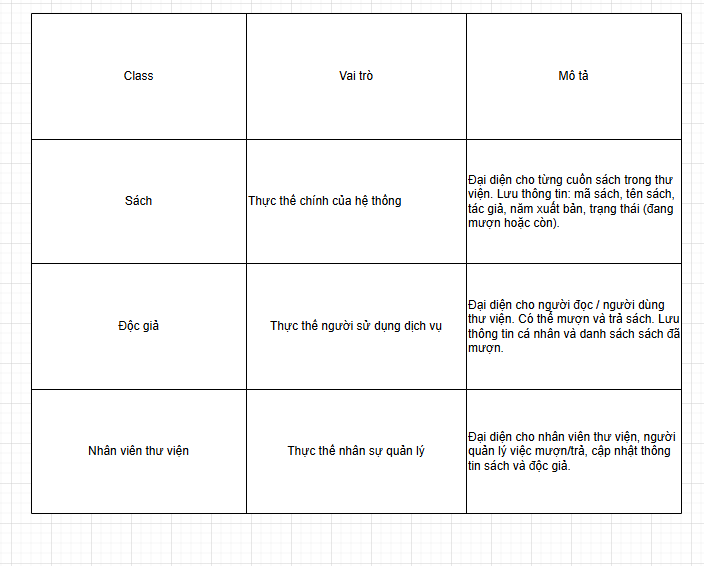 Class
Vai trò
Mô tả
Sách
Thực thể chính của hệ thống
Đại diện cho từng cuốn sách trong thư
viện. Lưu thông tin: mã sách, tên sách,
tác giả, năm xuất bản, trạng thái (đang
mượn hoặc còn).
Độc giả
Thực thể người sử dụng dịch vụ
Đại diện cho người đọc / người dùng
thư viện. Có thể mượn và trả sách. Lưu
thông tin cá nhân và danh sách sách đã
mượn.
Nhân viên thư viện
Thực thể nhân sự quản lý
Đại diện cho nhân viên thư viện, người
quản lý việc mượn/trả, cập nhật thông
tin sách và độc giả.